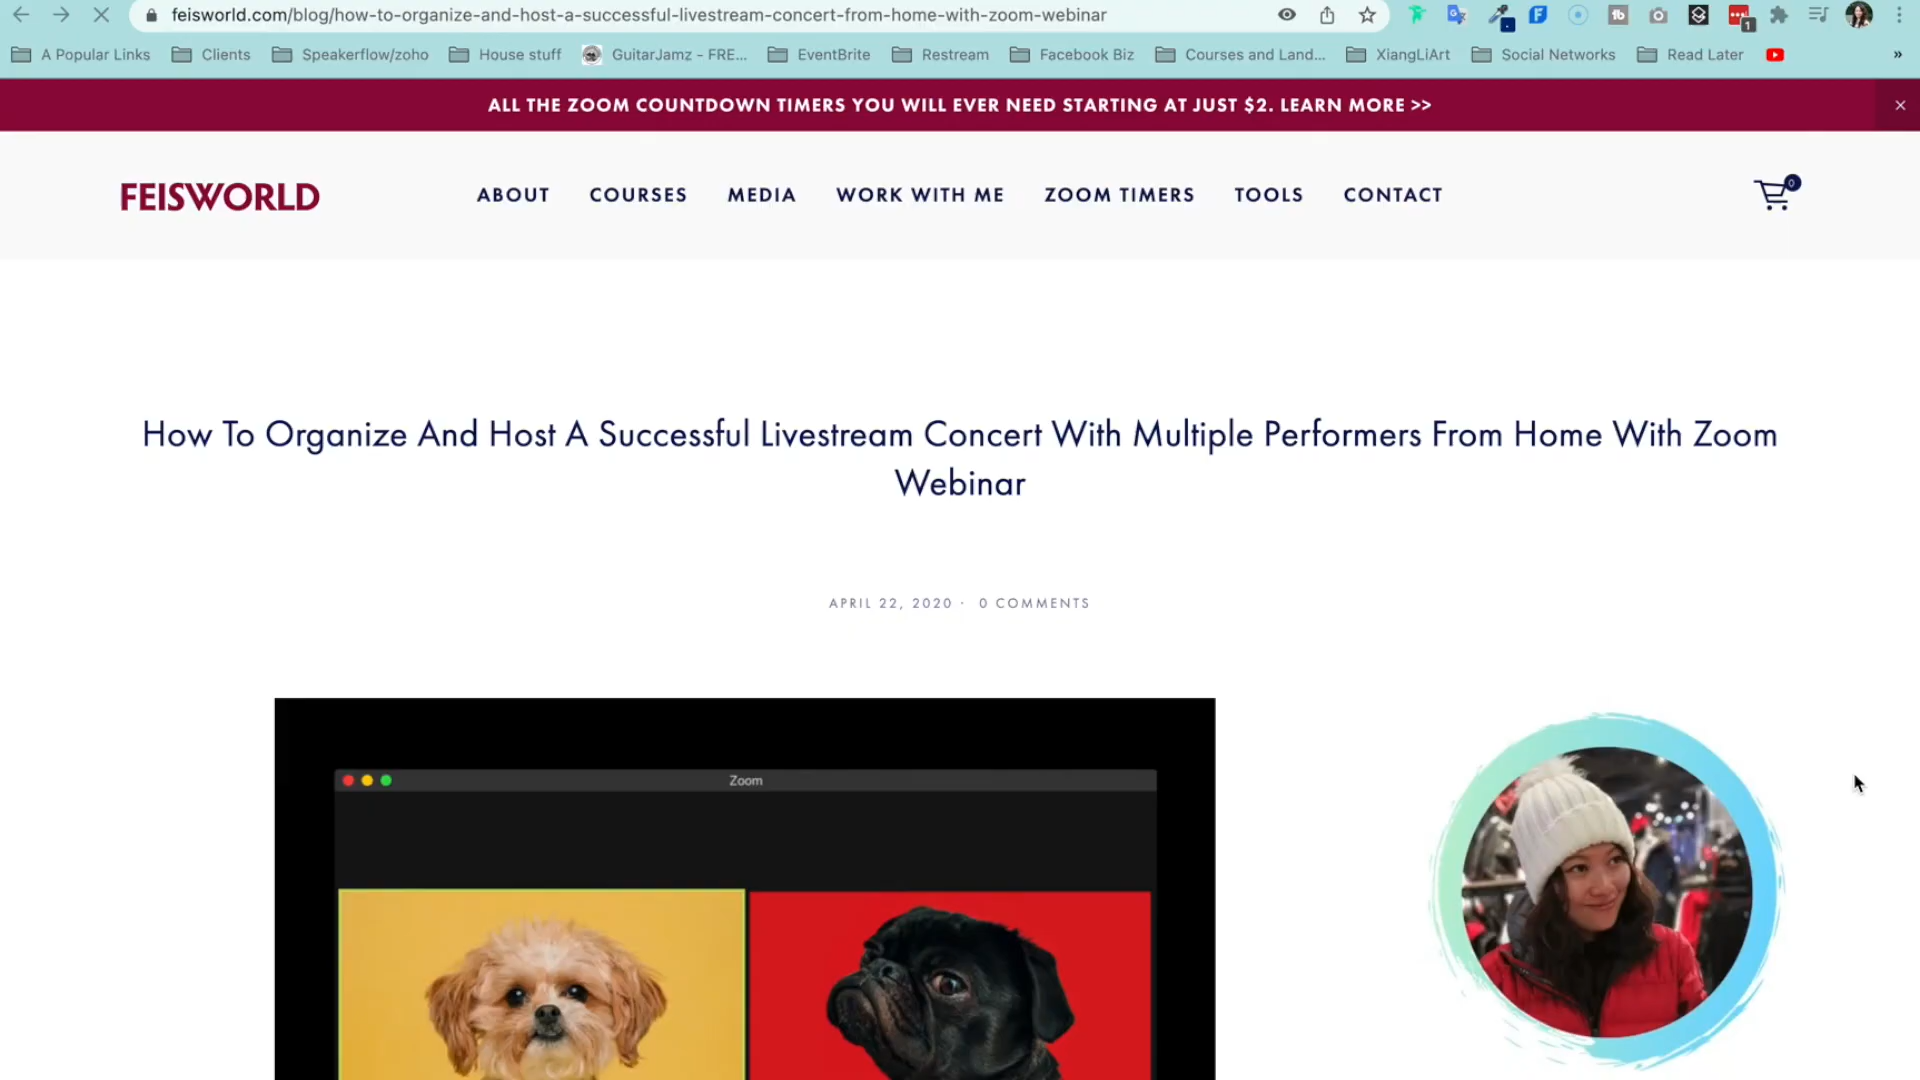 feisworld.com/blog/how-to-organize-and-host-a-successful-livestream-concert-from-home-with-zoom-webinar
A Popular Links Clients Speakerflow/zoho House stuff GuitarJamz - FRE... EventBrite Restream Facebook Biz Courses and Land... XiangLiArt Social Networks Read Later »
ALL THE ZOOM COUNTDOWN TIMERS YOU WILL EVER NEED STARTING AT JUST $2. LEARN MORE >>
FEISWORLD ABOUT COURSES MEDIA WORK WITH ME ZOOM TIMERS TOOLS CONTACT 0
How To Organize And Host A Successful Livestream Concert With Multiple Performers From Home With Zoom
Webinar
APRIL 22, 2020 · 0 COMMENTS
Zoom